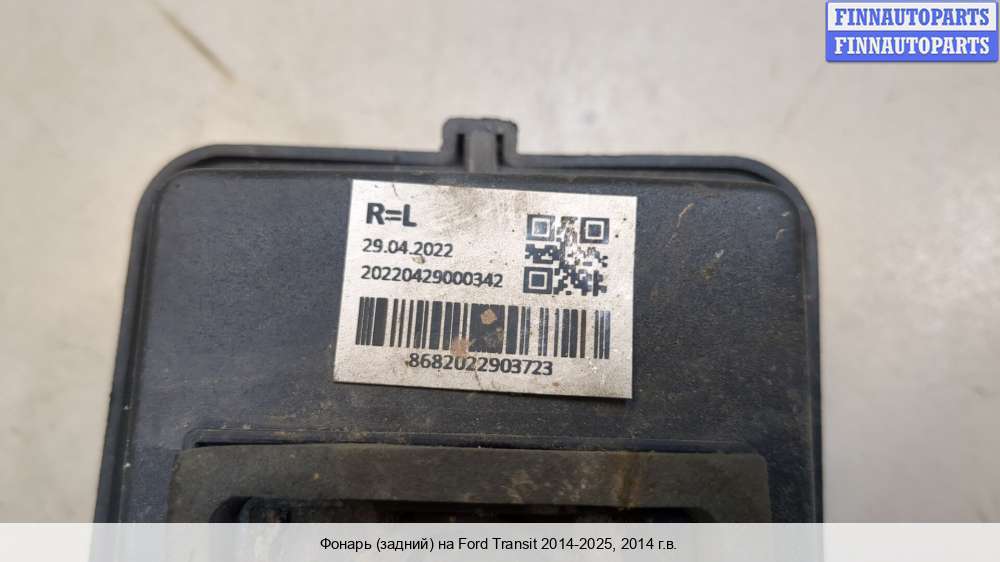 FINNAUTOPARTS
FINNAUTOPARTS
R=L
29.04.2022
20220429000342
8682022903723
Фонарь (задний) на Ford Transit 2014-2025, 2014 г.в.